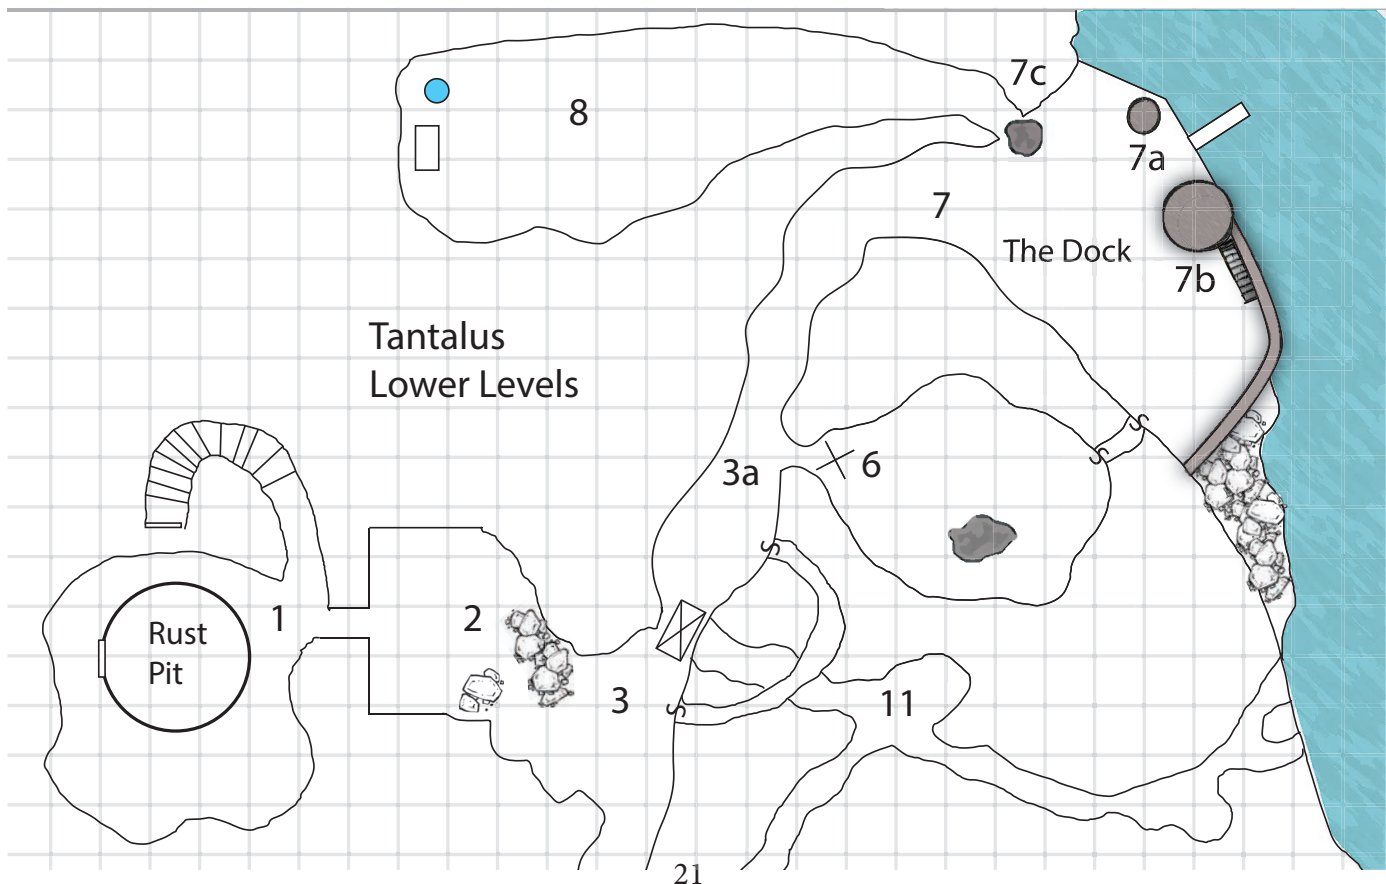 7c
8
7a
7
The Dock
7b
Tantalus
Lower Levels
3a
6
S
S
S
1
2
Rust
Pit
3
S
11
21